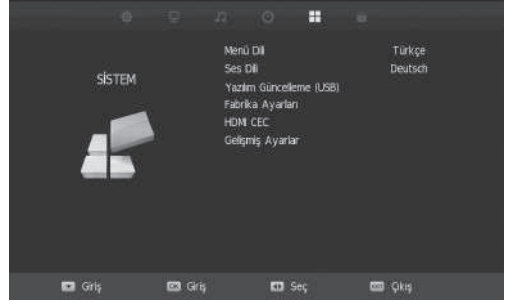 SİSTEM
Menü Dili Türkçe
Ses Dili Deutsch
Yazılım Güncelleme (USB)
Fabrika Ayarları
HDMI CEC
Gelişmiş Ayarlar
Giriş OK Giriş Seç Çıkış